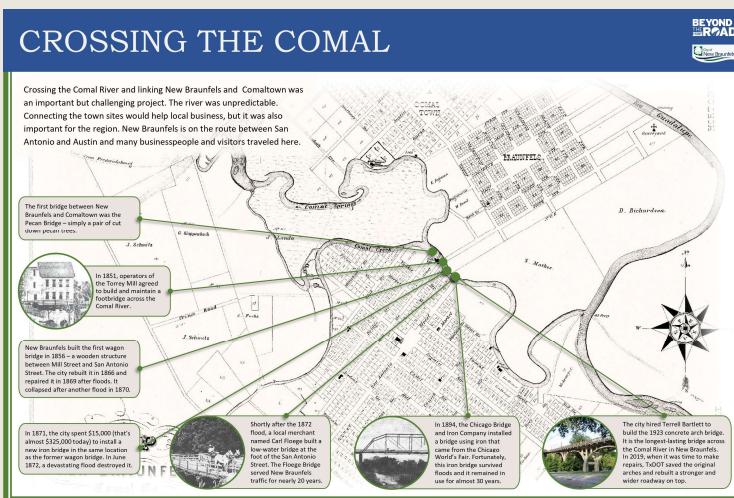 CROSSING THE COMAL
BEYOND
THE ROAD
City of
New Braunfels
Crossing the Comal River and linking New Braunfels and Comaltown was
an important but challenging project. The river was unpredictable.
Connecting the town sites would help local business, but it was also
important for the region. New Braunfels is on the route between San
Antonio and Austin and many businesspeople and visitors traveled here.
COMAL
TOWN
BRAUNFELS
Guadalupe
Graveyard
D. Richardson
Comal Springs
Comal Creek
J. Landa
S. Mather
J. Schmitz
J. Schmitz
The first bridge between New
Braunfels and Comaltown was the
Pecan Bridge – simply a pair of cut
down pecan trees.
In 1851, operators of
the Torrey Mill agreed
to build and maintain a
footbridge across the
Comal River.
New Braunfels built the first wagon
bridge in 1856 – a wooden structure
between Mill Street and San Antonio
Street. The city rebuilt it in 1866 and
repaired it in 1869 after floods. It
collapsed after another flood in 1870.
In 1871, the city spent $15,000 (that's
almost $325,000 today) to install a
new iron bridge in the same location
as the former wagon bridge. In June
1872, a devastating flood destroyed it.
Shortly after the 1872
flood, a local merchant
named Carl Floege built a
low-water bridge at the
foot of the San Antonio
Street. The Floege Bridge
served New Braunfels
traffic for nearly 20 years.
In 1894, the Chicago Bridge
and Iron Company installed
a bridge using iron that
came from the Chicago
World's Fair. Fortunately,
this iron bridge survived
floods and it remained in
use for almost 30 years.
The city hired Terrell Bartlett to
build the 1923 concrete arch bridge.
It is the longest-lasting bridge across
the Comal River in New Braunfels.
In 2019, when it was time to make
repairs, TxDOT saved the original
arches and rebuilt a stronger and
wider roadway on top.
W